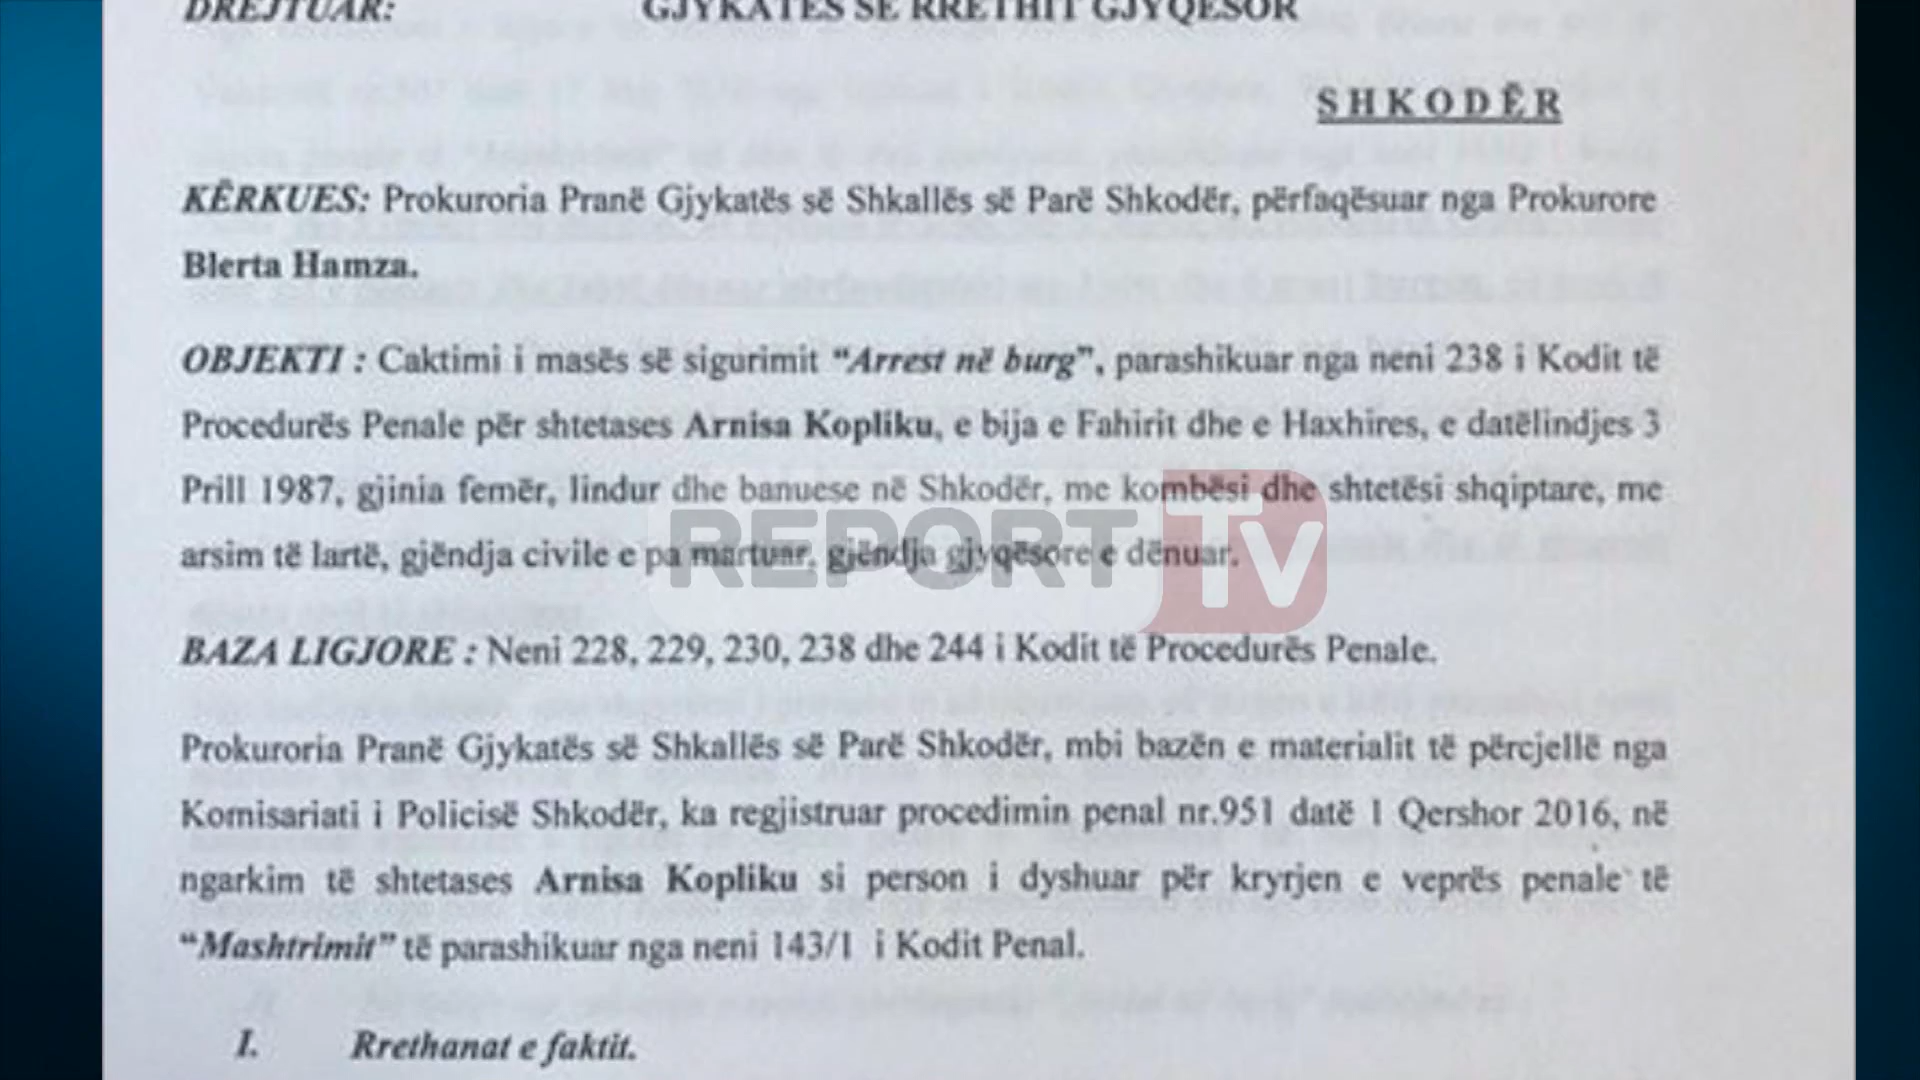 DREJTUAR: GJYKATËS SË RRETHIT GJYQËSOR
SHKODËR
KËRKUES: Prokuroria Pranë Gjykatës së Shkallës së Parë Shkodër, përfaqësuar nga Prokurore
Blerta Hamza.
OBJEKTI : Caktimi i masës së sigurimit “Arrest në burg”, parashikuar nga neni 238 i Kodit të
Procedurës Penale për shtetases Arnisa Kopliku, e bija e Fahirit dhe e Haxhires, e datëlindjes 3
Prill 1987, gjinia femër, lindur dhe banuese në Shkodër, me kombësi dhe shtetësi shqiptare, me
arsim të lartë, gjëndja civile e pa martuar, gjëndja gjyqësore e dënuar.
REPORT Tv
BAZA LIGJORE : Neni 228, 229, 230, 238 dhe 244 i Kodit të Procedurës Penale.
Prokuroria Pranë Gjykatës së Shkallës së Parë Shkodër, mbi bazën e materialit të përcjellë nga
Komisariati i Policisë Shkodër, ka regjistruar procedimin penal nr.951 datë 1 Qershor 2016, në
ngarkim të shtetases Arnisa Kopliku si person i dyshuar për kryrjen e veprës penale të
“Mashtrimit” të parashikuar nga neni 143/1 i Kodit Penal.
I. Rrethanat e faktit.